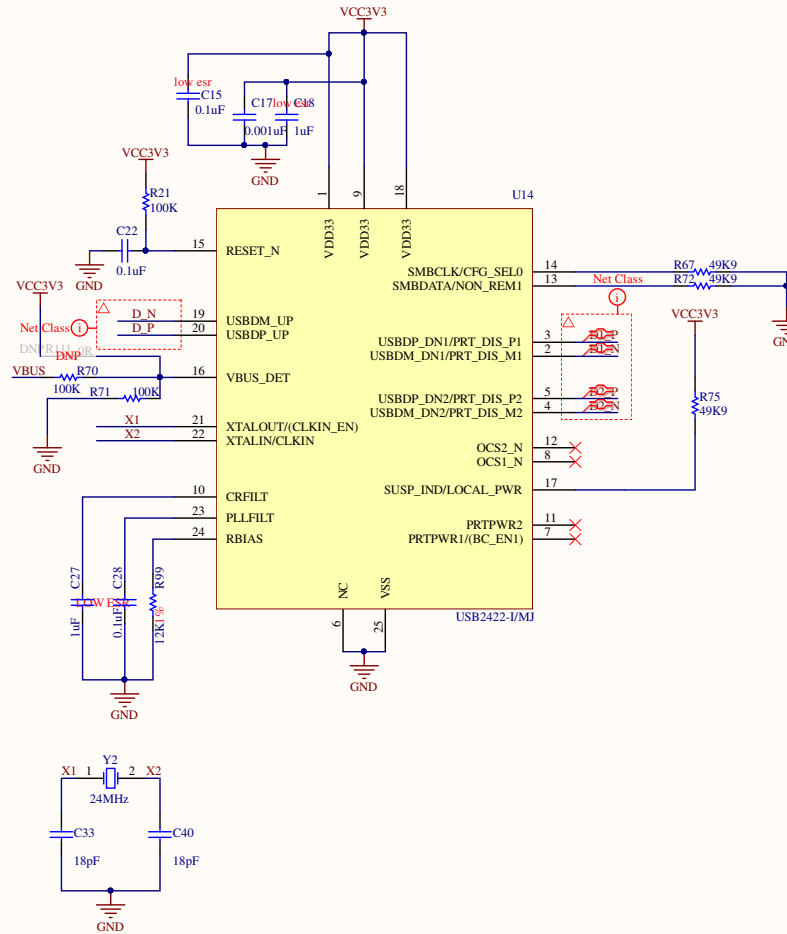 VCC3V3
low esr
C15
0.1uF
C17
low esr
C18
0.001uF
1uF
GND
VCC3V3
R21
100K
C22
0.1uF
GND
1
9
18
U14
VDD33
VDD33
VDD33
15
RESET_N
14
SMBCLK/CFG_SEL0
R67
49K9
13
SMBDATA/NON_REM1
R72
49K9
Net Class
VCC3V3
VCC3V3
Net Class
D_N
19
USBDM_UP
D_P
20
USBDP_UP
DNP
R111
0R
DNP
VBUS
R70
100K
16
VBUS_DET
R71
100K
GND
3
USBDP_DN1/PRT_DIS_P1
2
USBDM_DN1/PRT_DIS_M1
5
USBDP_DN2/PRT_DIS_P2
4
USBDM_DN2/PRT_DIS_M2
R75
49K9
X1
21
XTALOUT/(CLKIN_EN)
X2
22
XTALIN/CLKIN
12
OCS2_N
8
OCS1_N
17
SUSP_IND/LOCAL_PWR
10
CRFILT
23
PLLFILT
24
RBIAS
11
PRTPWR2
7
PRTPWR1/(BC_EN1)
C27
1uF
LOW ESR
C28
0.1uF
R99
12K
1%
GND
NC
VSS
6
25
USB2422-I/MJ
GND
X1
1
Y2
2
X2
24MHz
C33
18pF
C40
18pF
GND